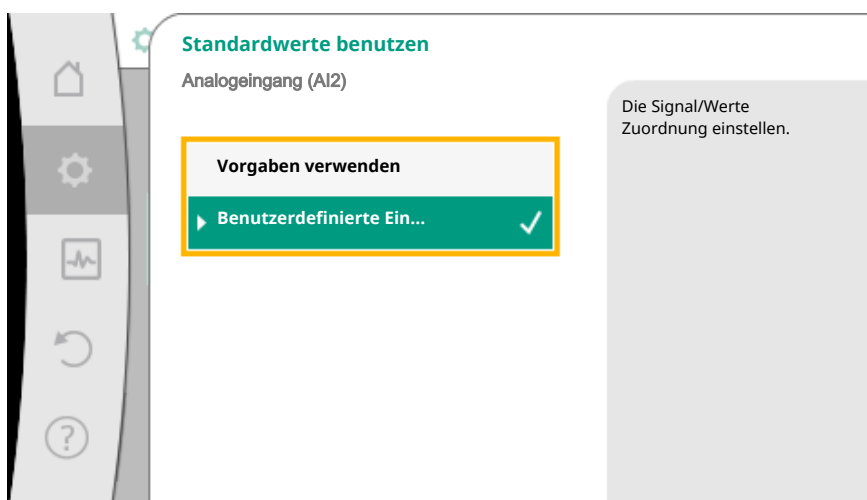 Standardwerte benutzen
Analogeingang (AI2)
Vorgaben verwenden
Benutzerdefinierte Ein...
Die Signal/Werte
Zuordnung einstellen.
?